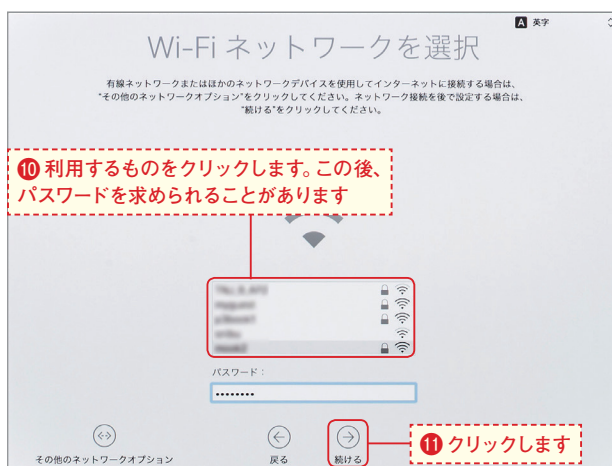 A 英字
Wi-Fi ネットワークを選択
有線ネットワークまたはほかのネットワークデバイスを使用してインターネットに接続する場合は、
"その他のネットワークオプション"をクリックしてください。ネットワーク接続を後で設定する場合は、
"続ける"をクリックしてください。
⑩ 利用するものをクリックします。この後、
パスワードを求められることがあります
パスワード：
••••••••
その他のネットワークオプション
戻る
続ける
⑪ クリックします